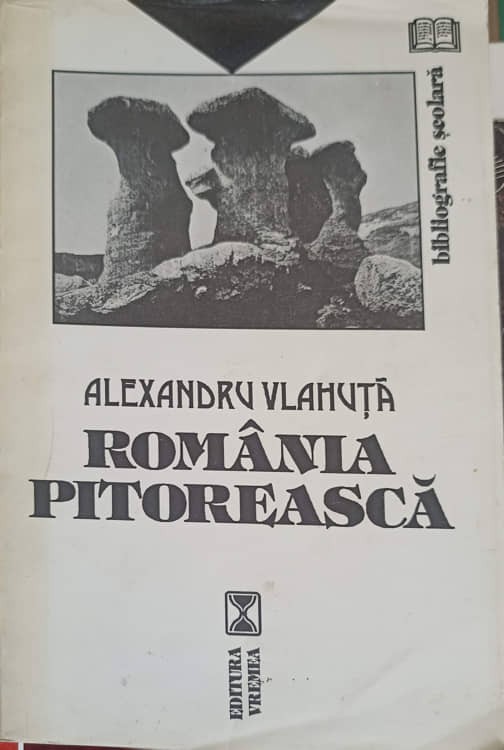 bibliografie școlară
ALEXANDRU VLAHUȚĂ
ROMÂNIA
PITOREASCĂ
EDITURA
VREMEA